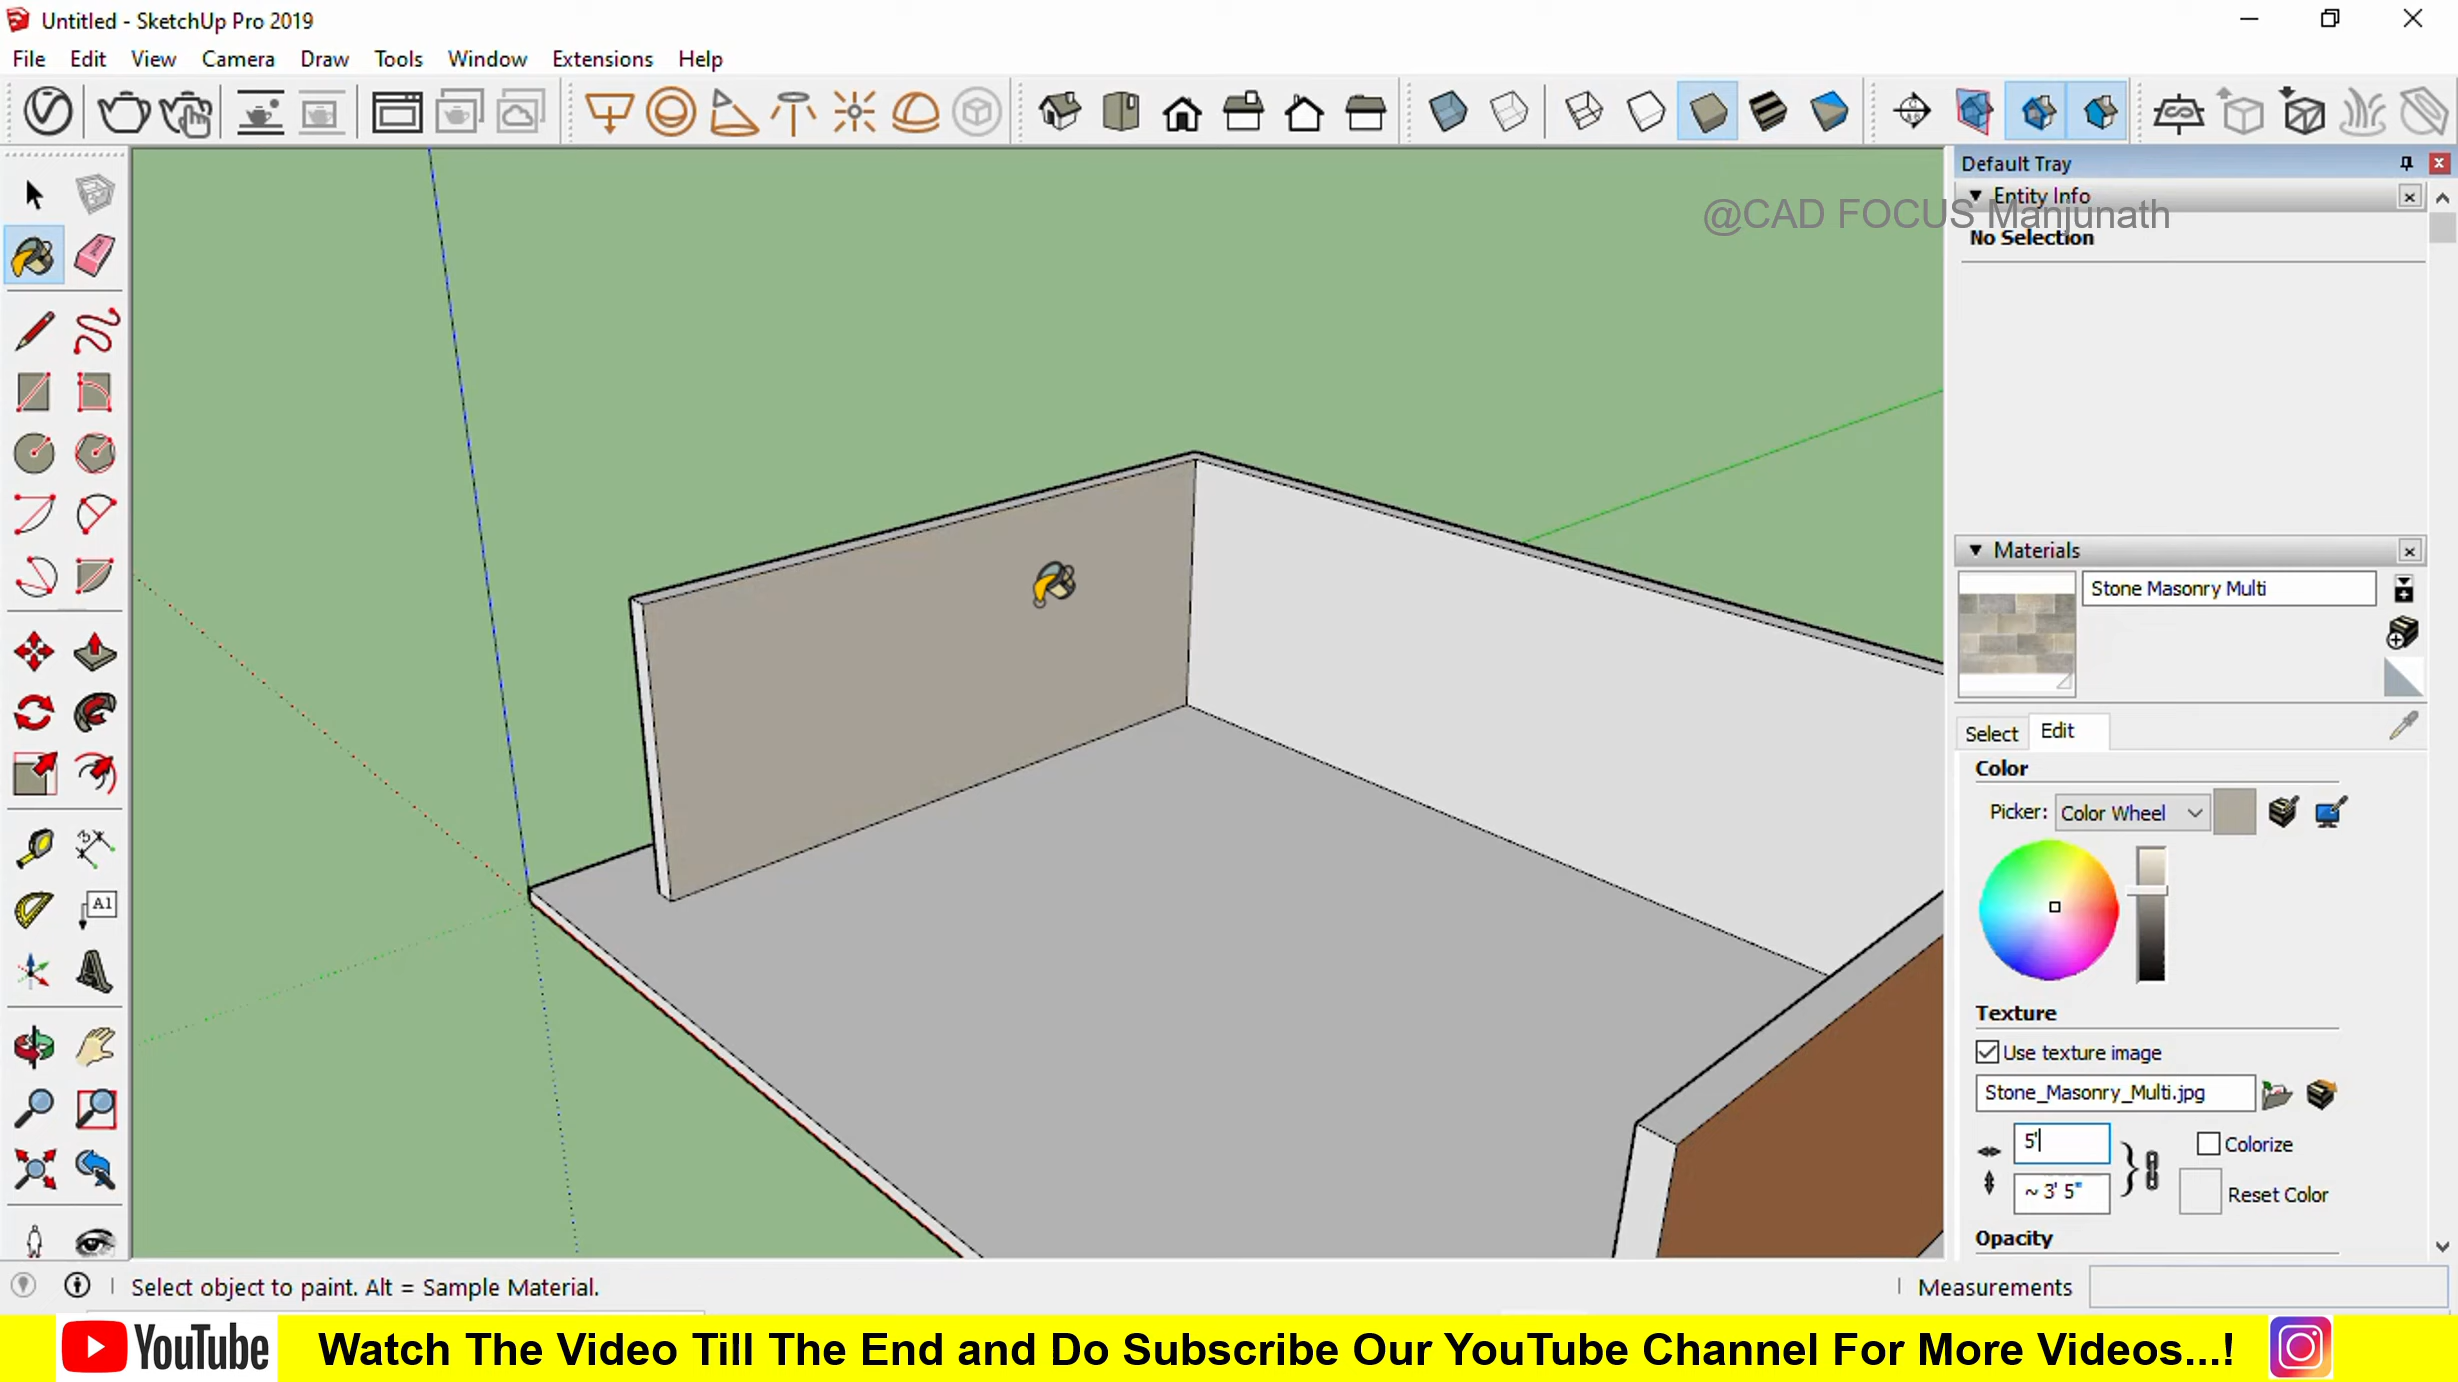 Untitled - SketchUp Pro 2019
File Edit View Camera Draw Tools Window Extensions Help
Default Tray
Entity Info
@CAD FOCUS Manjunath
No Selection
Materials
Stone Masonry Multi
Select Edit
Color
Picker: Color Wheel
Texture
Use texture image
Stone_Masonry_Multi.jpg
5'
Colorize
~ 3' 5"
Reset Color
Opacity
A1
Select object to paint. Alt = Sample Material.
Measurements
YouTube Watch The Video Till The End and Do Subscribe Our YouTube Channel For More Videos...!